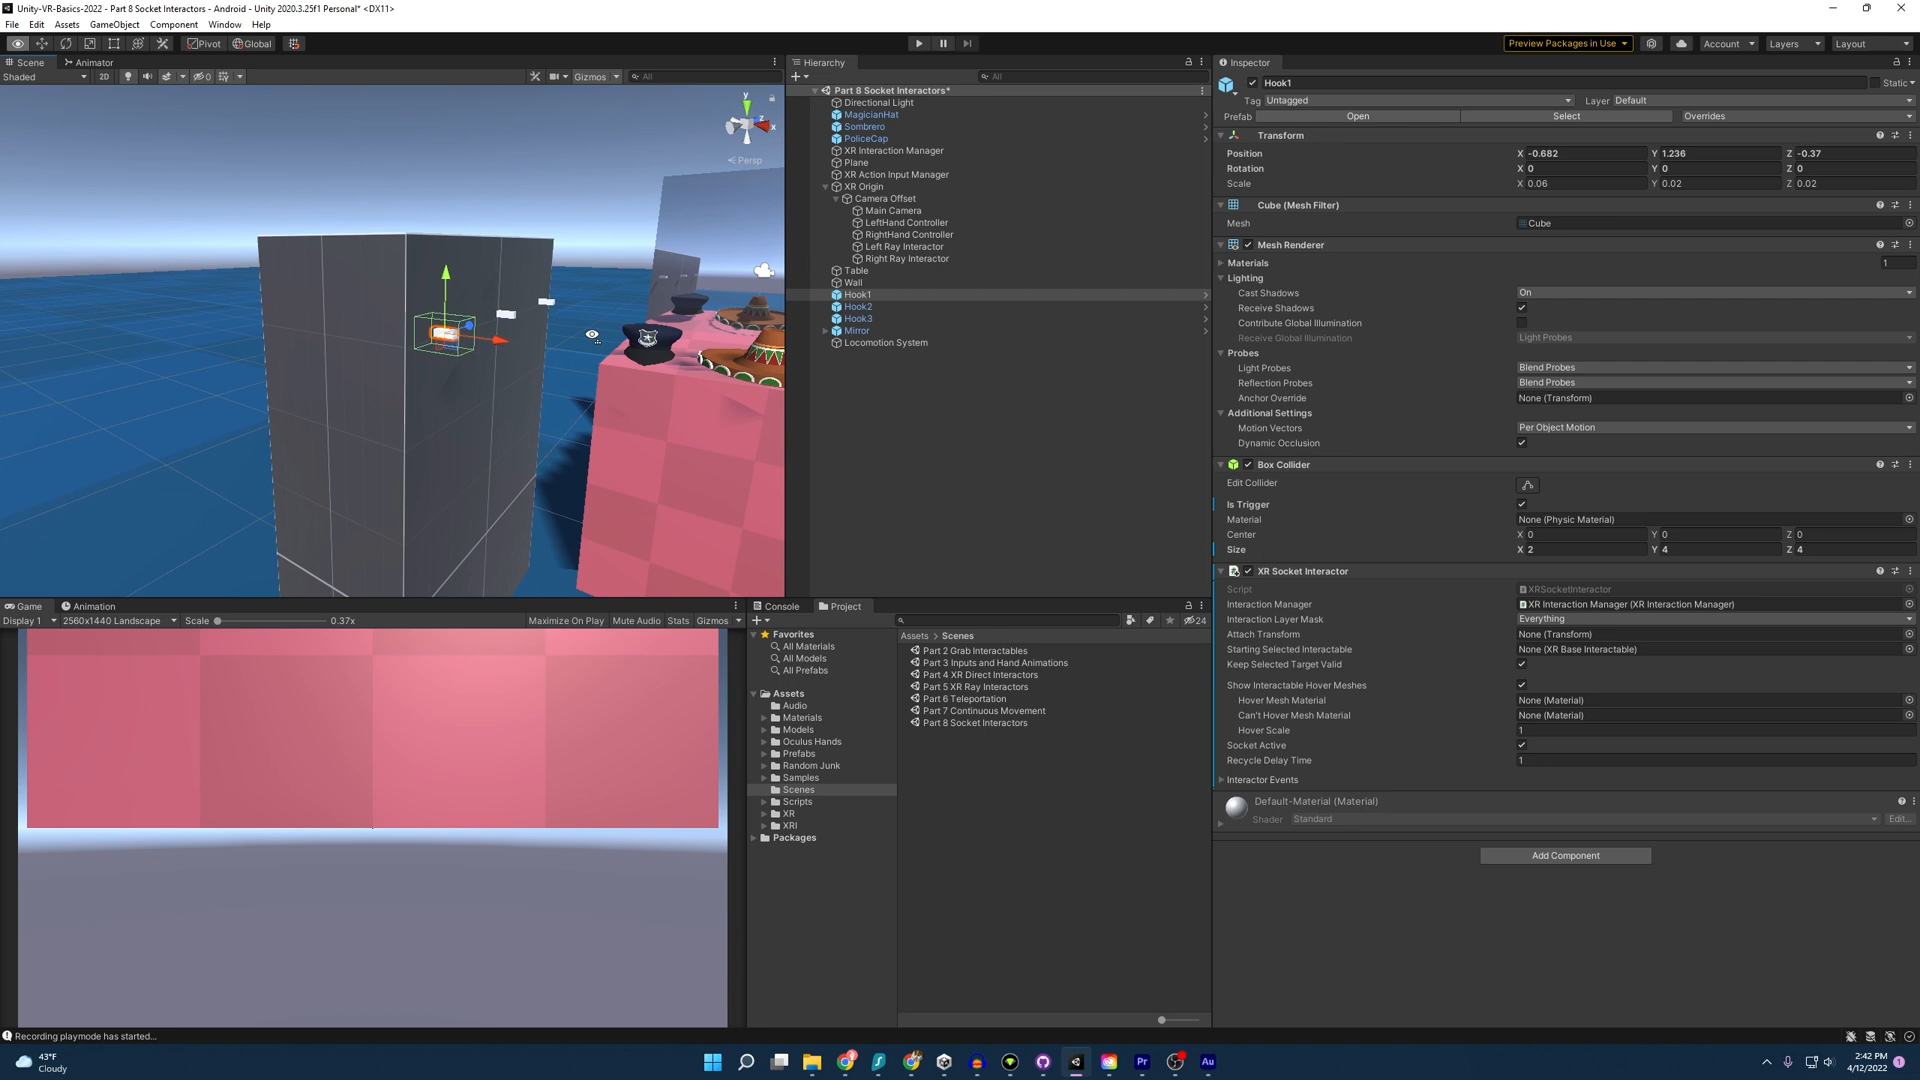 Unity-VR-Basics-2022 - Part 8 Socket Interactors - Android - Unity 2020.3.25f1 Personal* <DX11>
File Edit Assets GameObject Component Window Help
Pivot Global Preview Packages in Use Account Layers Layout
Scene Animator
Shaded 2D 0 Gizmos All
y
x
z
Persp
Hierarchy
All
Part 8 Socket Interactors*
Directional Light
MagicianHat
Sombrero
PoliceCap
XR Interaction Manager
Plane
XR Action Input Manager
XR Origin
Camera Offset
Main Camera
LeftHand Controller
RightHand Controller
Left Ray Interactor
Right Ray Interactor
Table
Wall
Hook1
Hook2
Hook3
Mirror
Locomotion System
Inspector
Hook1 Static
Tag Untagged Layer Default
Prefab Open Select Overrides
Transform
Position X -0.682 Y 1.236 Z -0.37
Rotation X 0 Y 0 Z 0
Scale X 0.06 Y 0.02 Z 0.02
Cube (Mesh Filter)
Mesh Cube
Mesh Renderer
Materials 1
Lighting
Cast Shadows On
Receive Shadows
Contribute Global Illumination
Receive Global Illumination Light Probes
Probes
Light Probes Blend Probes
Reflection Probes Blend Probes
Anchor Override None (Transform)
Additional Settings
Motion Vectors Per Object Motion
Dynamic Occlusion
Box Collider
Edit Collider
Is Trigger
Material None (Physic Material)
Center X 0 Y 0 Z 0
Size X 2 Y 4 Z 4
XR Socket Interactor
Script XRSocketInteractor
Interaction Manager XR Interaction Manager (XR Interaction Manager)
Interaction Layer Mask Everything
Attach Transform None (Transform)
Starting Selected Interactable None (XR Base Interactable)
Keep Selected Target Valid
Show Interactable Hover Meshes
Hover Mesh Material None (Material)
Can't Hover Mesh Material None (Material)
Hover Scale 1
Socket Active
Recycle Delay Time 1
Interactor Events
Default-Material (Material)
Shader Standard Edit...
Add Component
Game Animation
Display 1 2560x1440 Landscape Scale 0.37x Maximize On Play Mute Audio Stats Gizmos
Console Project
24
Favorites
All Materials
All Models
All Prefabs
Assets
Audio
Materials
Models
Oculus Hands
Prefabs
Random Junk
Samples
Scenes
Scripts
XR
XRI
Packages
Assets > Scenes
Part 2 Grab Interactables
Part 3 Inputs and Hand Animations
Part 4 XR Direct Interactors
Part 5 XR Ray Interactors
Part 6 Teleportation
Part 7 Continuous Movement
Part 8 Socket Interactors
Recording playmode has started...
43°F
Cloudy
Pr Au
2:42 PM
4/12/2022
1